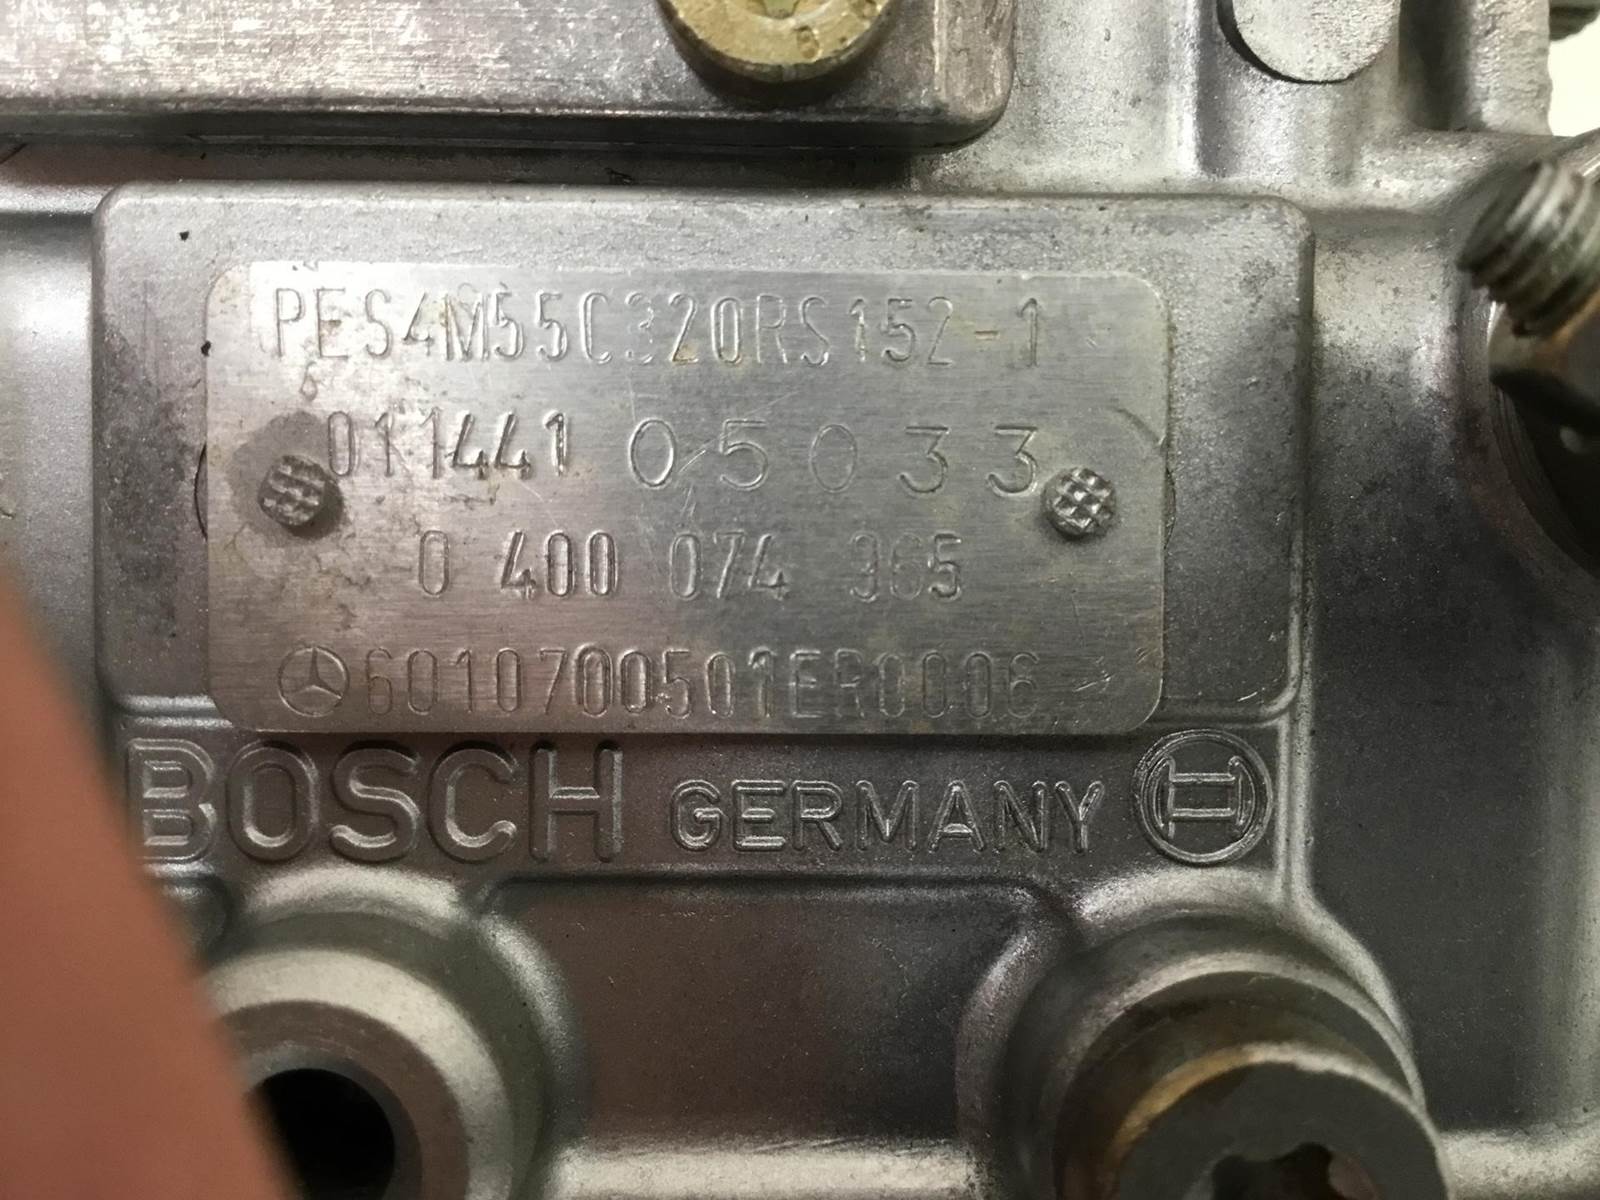 PES4M55C320RS152-1
011441 05033
0 400 074 965
6010700501ER0006
BOSCH GERMANY